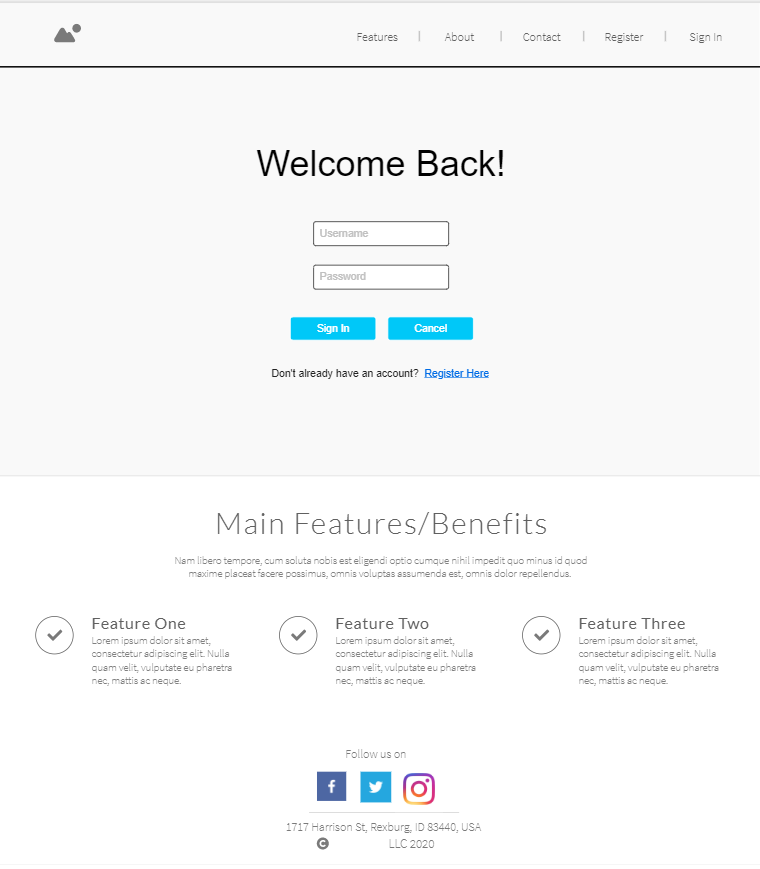 Features | About | Contact | Register | Sign In
Welcome Back!
Username
Password
Sign In Cancel
Don't already have an account? Register Here
Main Features/Benefits
Nam libero tempore, cum soluta nobis est eligendi optio cumque nihil impedit quo minus id quod
maxime placeat facere possimus, omnis voluptas assumenda est, omnis dolor repellendus.
Feature One
Lorem ipsum dolor sit amet,
consectetur adipiscing elit. Nulla
quam velit, vulputate eu pharetra
nec, mattis ac neque.
Feature Two
Lorem ipsum dolor sit amet,
consectetur adipiscing elit. Nulla
quam velit, vulputate eu pharetra
nec, mattis ac neque.
Feature Three
Lorem ipsum dolor sit amet,
consectetur adipiscing elit. Nulla
quam velit, vulputate eu pharetra
nec, mattis ac neque.
Follow us on
1717 Harrison St, Rexburg, ID 83440, USA
© LLC 2020